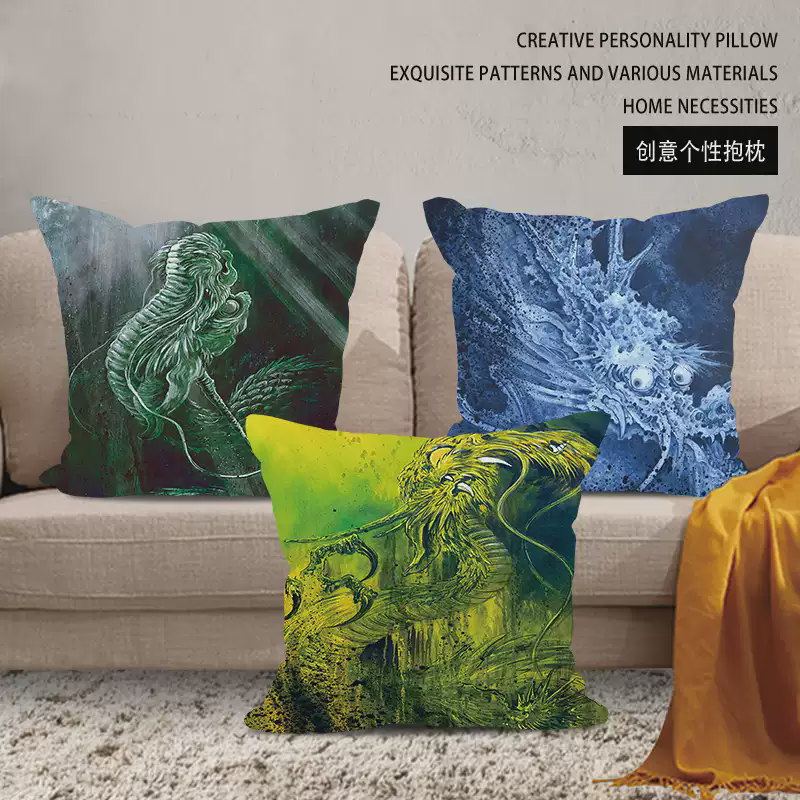 CREATIVE PERSONALITY PILLOW
EXQUISITE PATTERNS AND VARIOUS MATERIALS
HOME NECESSITIES
创意个性抱枕